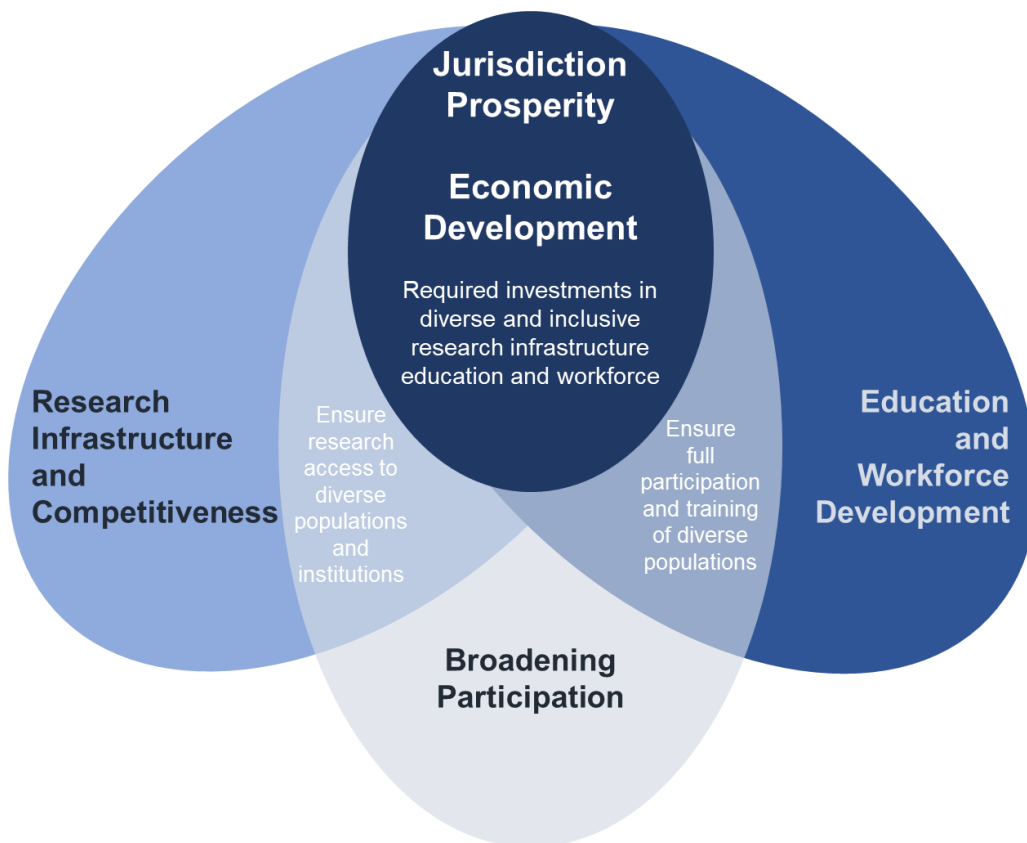 Jurisdiction
Prosperity
Economic
Development
Required investments in
diverse and inclusive
research infrastructure
education and workforce
Research
Infrastructure
and
Competitiveness
Ensure
research
access to
diverse
populations
and
institutions
Ensure
full
participation
and training
of diverse
populations
Education
and
Workforce
Development
Broadening
Participation